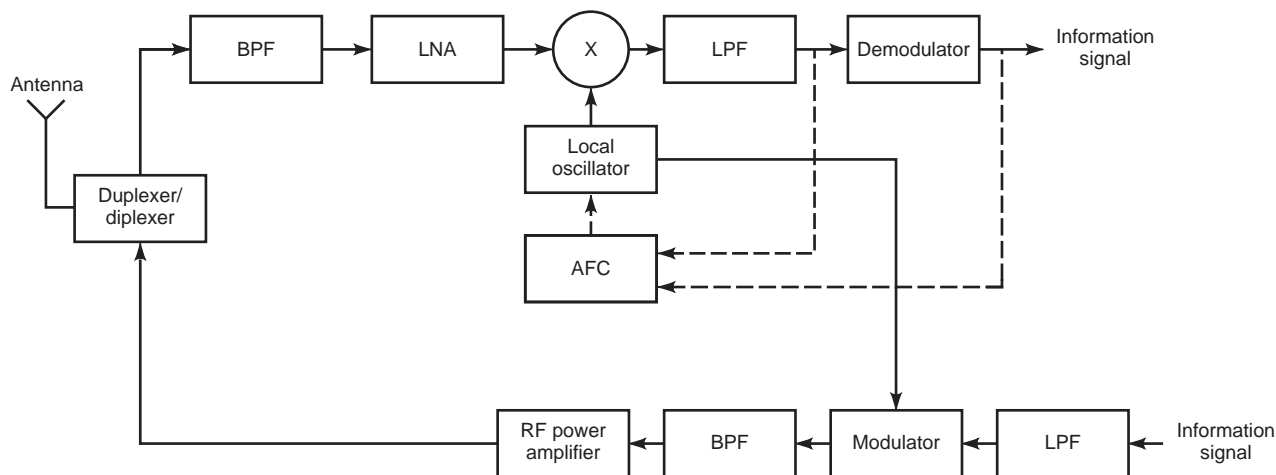 BPF
LNA
X
LPF
Demodulator
Information
signal
Antenna
Local
oscillator
Duplexer/
diplexer
AFC
RF power
amplifier
BPF
Modulator
LPF
Information
signal